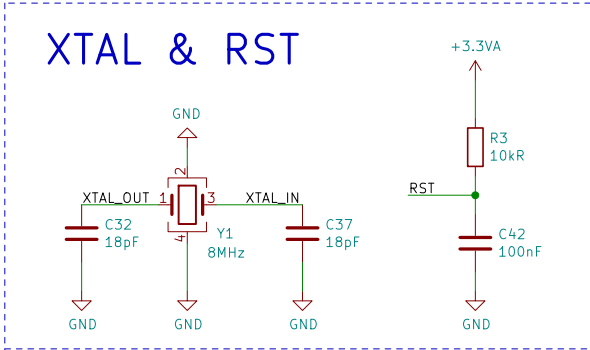 XTAL & RST
+3.3VA
GND
R3
10kR
2
XTAL_OUT
1
3
XTAL_IN
RST
C32
18pF
4
Y1
8MHz
C37
18pF
C42
100nF
GND
GND
GND
GND